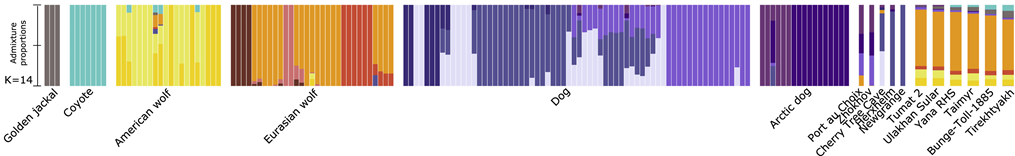 Admixture
proportions
K=14
Golden jackal
Coyote
American wolf
Eurasian wolf
Dog
Arctic dog
Port au Choix
Zhokhov
Cherry Tree Cave
Herxheim
Newgrange
Tumat 2
Ulakhan Sular
Yana RHS
Taimyr
Bunge-Toll-1885
Tirekhtyakh